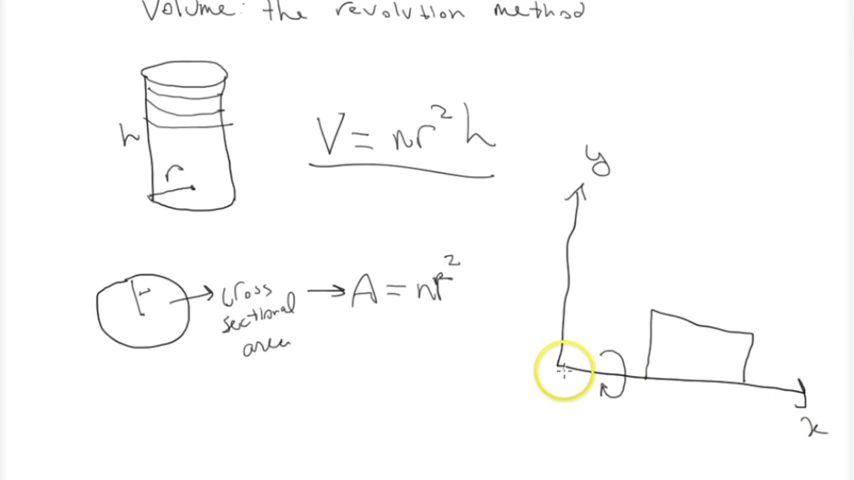 Volume: the revolution method
h
r
V = πr²h
r
cross
sectional
area
A = πr²
y
x